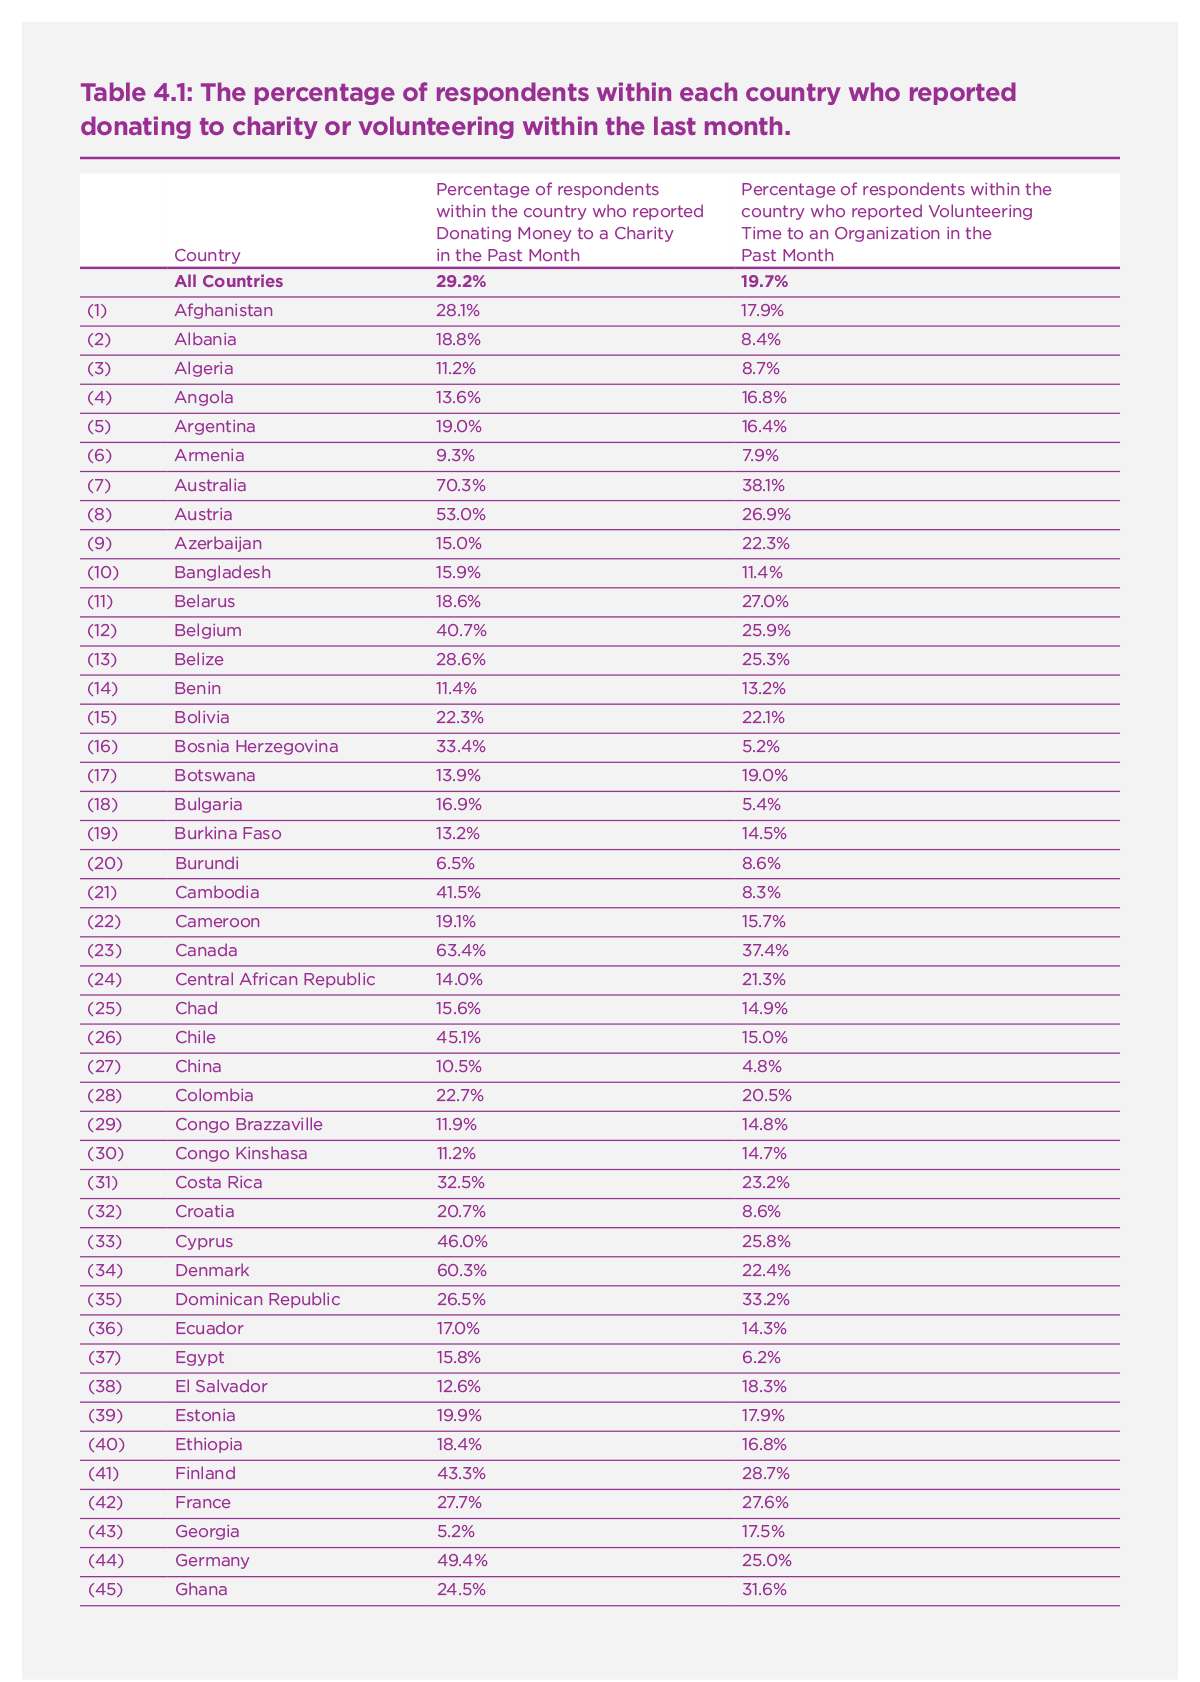 Table 4.1: The percentage of respondents within each country who reported
donating to charity or volunteering within the last month.
Country
Percentage of respondents
within the country who reported
Donating Money to a Charity
in the Past Month
Percentage of respondents within the
country who reported Volunteering
Time to an Organization in the
Past Month
All Countries 29.2% 19.7%
(1) Afghanistan 28.1% 17.9%
(2) Albania 18.8% 8.4%
(3) Algeria 11.2% 8.7%
(4) Angola 13.6% 16.8%
(5) Argentina 19.0% 16.4%
(6) Armenia 9.3% 7.9%
(7) Australia 70.3% 38.1%
(8) Austria 53.0% 26.9%
(9) Azerbaijan 15.0% 22.3%
(10) Bangladesh 15.9% 11.4%
(11) Belarus 18.6% 27.0%
(12) Belgium 40.7% 25.9%
(13) Belize 28.6% 25.3%
(14) Benin 11.4% 13.2%
(15) Bolivia 22.3% 22.1%
(16) Bosnia Herzegovina 33.4% 5.2%
(17) Botswana 13.9% 19.0%
(18) Bulgaria 16.9% 5.4%
(19) Burkina Faso 13.2% 14.5%
(20) Burundi 6.5% 8.6%
(21) Cambodia 41.5% 8.3%
(22) Cameroon 19.1% 15.7%
(23) Canada 63.4% 37.4%
(24) Central African Republic 14.0% 21.3%
(25) Chad 15.6% 14.9%
(26) Chile 45.1% 15.0%
(27) China 10.5% 4.8%
(28) Colombia 22.7% 20.5%
(29) Congo Brazzaville 11.9% 14.8%
(30) Congo Kinshasa 11.2% 14.7%
(31) Costa Rica 32.5% 23.2%
(32) Croatia 20.7% 8.6%
(33) Cyprus 46.0% 25.8%
(34) Denmark 60.3% 22.4%
(35) Dominican Republic 26.5% 33.2%
(36) Ecuador 17.0% 14.3%
(37) Egypt 15.8% 6.2%
(38) El Salvador 12.6% 18.3%
(39) Estonia 19.9% 17.9%
(40) Ethiopia 18.4% 16.8%
(41) Finland 43.3% 28.7%
(42) France 27.7% 27.6%
(43) Georgia 5.2% 17.5%
(44) Germany 49.4% 25.0%
(45) Ghana 24.5% 31.6%